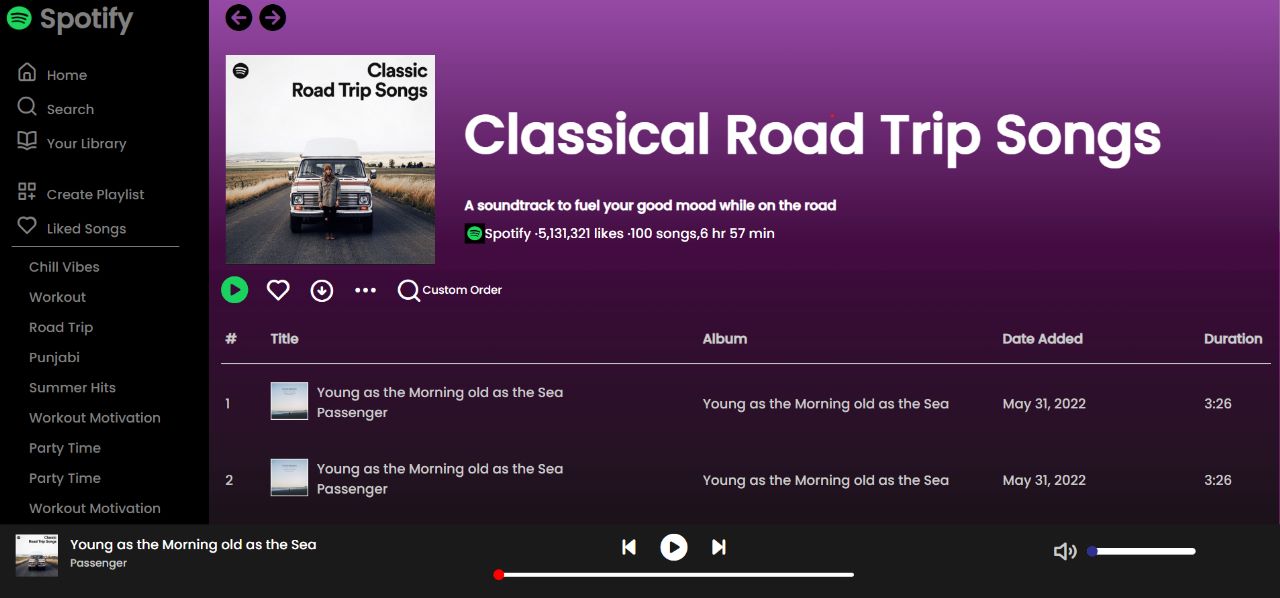 Spotify
Home
Search
Your Library
Create Playlist
Liked Songs
Chill Vibes
Workout
Road Trip
Punjabi
Summer Hits
Workout Motivation
Party Time
Party Time
Workout Motivation
Classic
Road Trip Songs
Classical Road Trip Songs
A soundtrack to fuel your good mood while on the road
Spotify ·5,131,321 likes ·100 songs,6 hr 57 min
Custom Order
# Title Album Date Added Duration
1 Young as the Morning old as the Sea Young as the Morning old as the Sea May 31, 2022 3:26
Passenger
2 Young as the Morning old as the Sea Young as the Morning old as the Sea May 31, 2022 3:26
Passenger
Classic
Road Trip Songs
Young as the Morning old as the Sea
Passenger